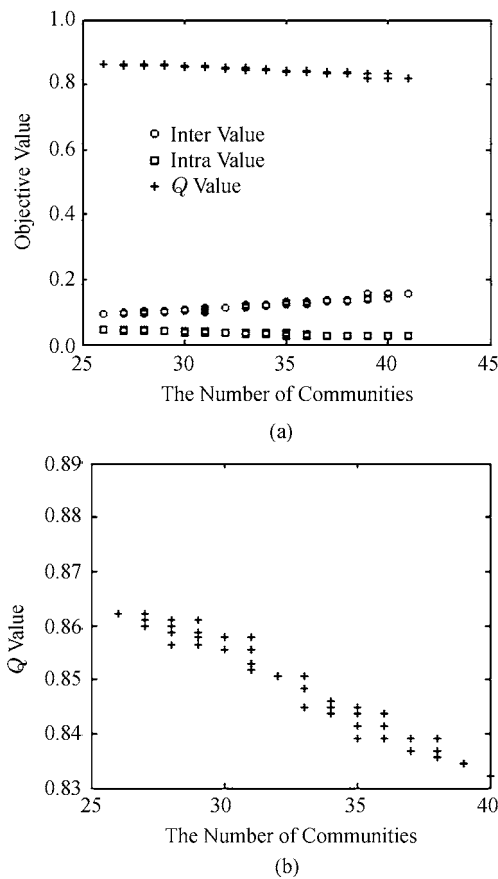 1.0
0.8
0.6
0.4
0.2
0.0
Objective Value
Inter Value
Intra Value
Q Value
25 30 35 40 45
The Number of Communities
(a)
0.89
0.88
0.87
0.86
0.85
0.84
0.83
Q Value
25 30 35 40
The Number of Communities
(b)